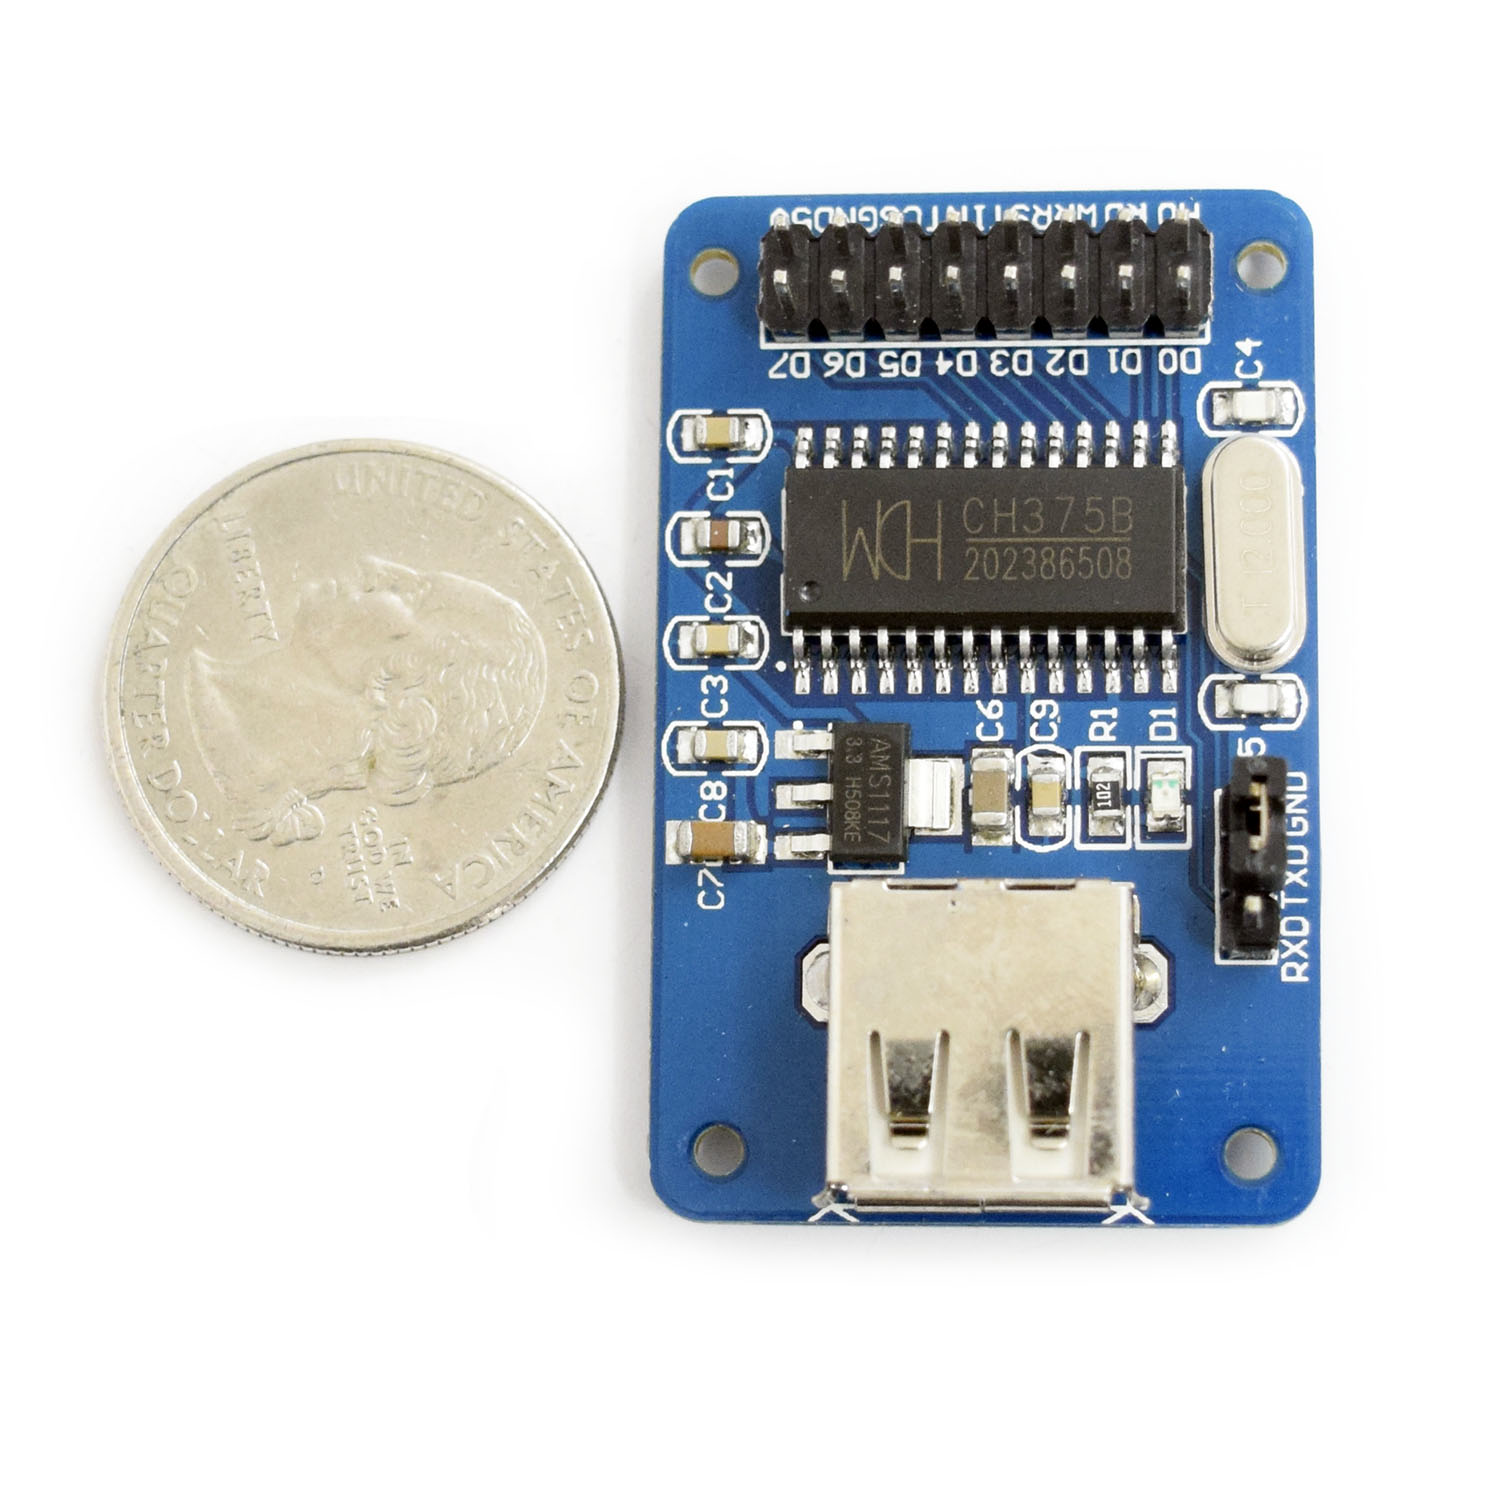 UNITED STATES OF AMERICA
LIBERTY
IN
GOD WE
TRUST
QUARTER DOLLAR
5V GND CS INT RST WR RD A0
D7 D6 D5 D4 D3 D2 D1 D0
C4
C1
CH375B
202386508
T 12.000
C2
C3
C6
C9
R1
D1
5
AMS1117
3.3 H508KE
102
C8
C7
GND
TXD
RXD